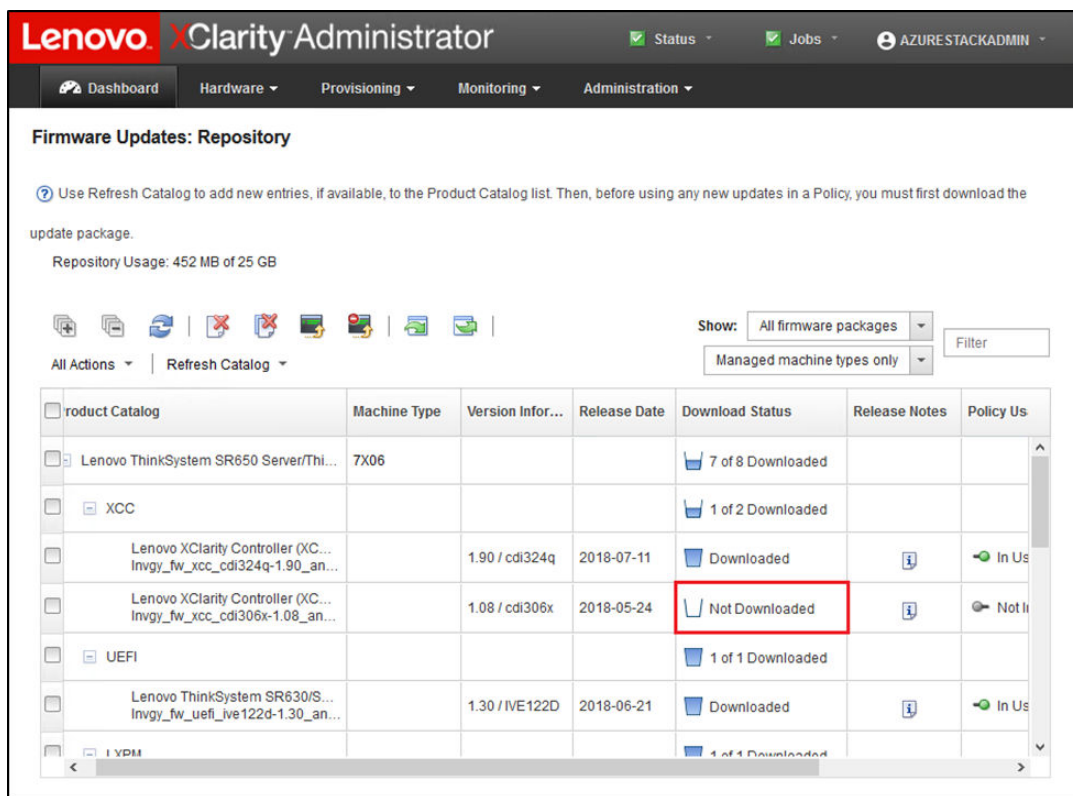 Lenovo. XClarity Administrator
Status
Jobs
AZURESTACKADMIN
Dashboard
Hardware
Provisioning
Monitoring
Administration
Firmware Updates: Repository
? Use Refresh Catalog to add new entries, if available, to the Product Catalog list. Then, before using any new updates in a Policy, you must first download the
update package.
Repository Usage: 452 MB of 25 GB
Show: All firmware packages
Filter
All Actions | Refresh Catalog
Managed machine types only
roduct Catalog Machine Type Version Infor... Release Date Download Status Release Notes Policy Us
Lenovo ThinkSystem SR650 Server/Thi... 7X06 7 of 8 Downloaded
XCC 1 of 2 Downloaded
Lenovo XClarity Controller (XC...
lnvgy_fw_xcc_cdi324q-1.90_an...
1.90 / cdi324q 2018-07-11 Downloaded In Us
Lenovo XClarity Controller (XC...
lnvgy_fw_xcc_cdi306x-1.08_an...
1.08 / cdi306x 2018-05-24 Not Downloaded Not I
UEFI 1 of 1 Downloaded
Lenovo ThinkSystem SR630/S...
lnvgy_fw_uefi_ive122d-1.30_an...
1.30 / IVE122D 2018-06-21 Downloaded In Us
LXPM 1 of 1 Downloaded